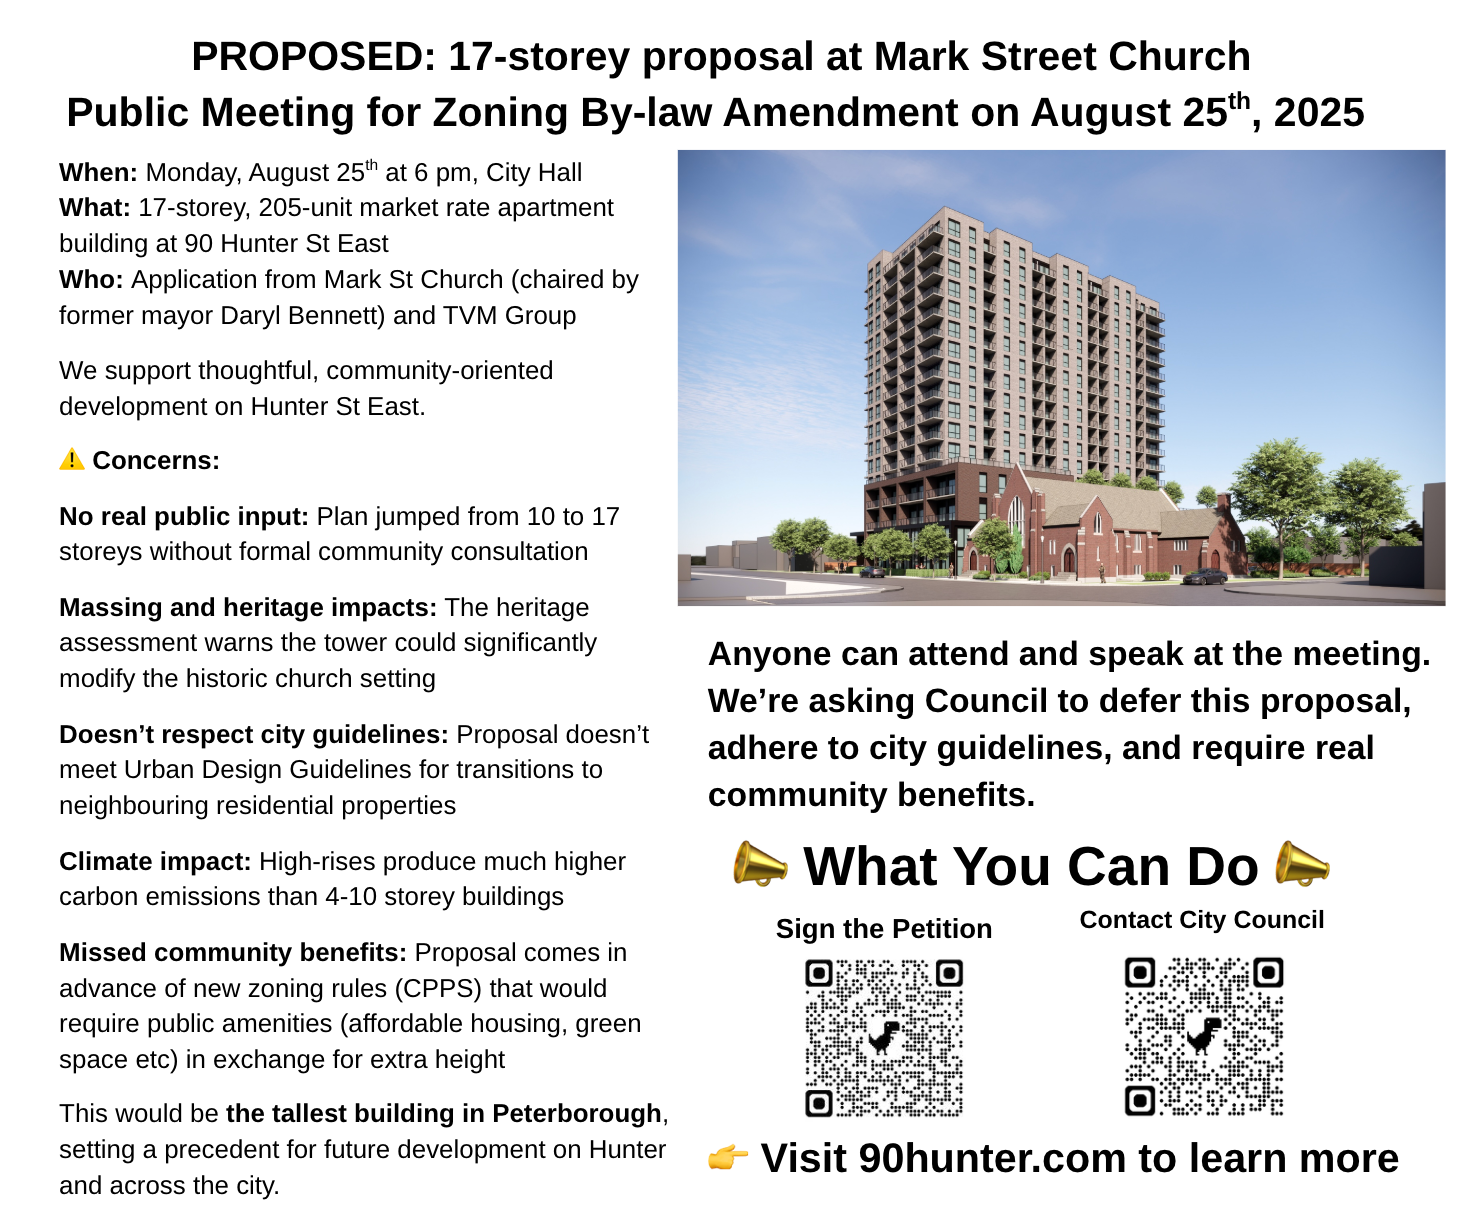 PROPOSED: 17-storey proposal at Mark Street Church
Public Meeting for Zoning By-law Amendment on August 25th, 2025
When: Monday, August 25th at 6 pm, City Hall
What: 17-storey, 205-unit market rate apartment
building at 90 Hunter St East
Who: Application from Mark St Church (chaired by
former mayor Daryl Bennett) and TVM Group
We support thoughtful, community-oriented
development on Hunter St East.
⚠️ Concerns:
No real public input: Plan jumped from 10 to 17
storeys without formal community consultation
Massing and heritage impacts: The heritage
assessment warns the tower could significantly
modify the historic church setting
Doesn’t respect city guidelines: Proposal doesn’t
meet Urban Design Guidelines for transitions to
neighbouring residential properties
Climate impact: High-rises produce much higher
carbon emissions than 4-10 storey buildings
Missed community benefits: Proposal comes in
advance of new zoning rules (CPPS) that would
require public amenities (affordable housing, green
space etc) in exchange for extra height
This would be the tallest building in Peterborough,
setting a precedent for future development on Hunter
and across the city.
Anyone can attend and speak at the meeting.
We’re asking Council to defer this proposal,
adhere to city guidelines, and require real
community benefits.
What You Can Do
Sign the Petition
Contact City Council
👉 Visit 90hunter.com to learn more